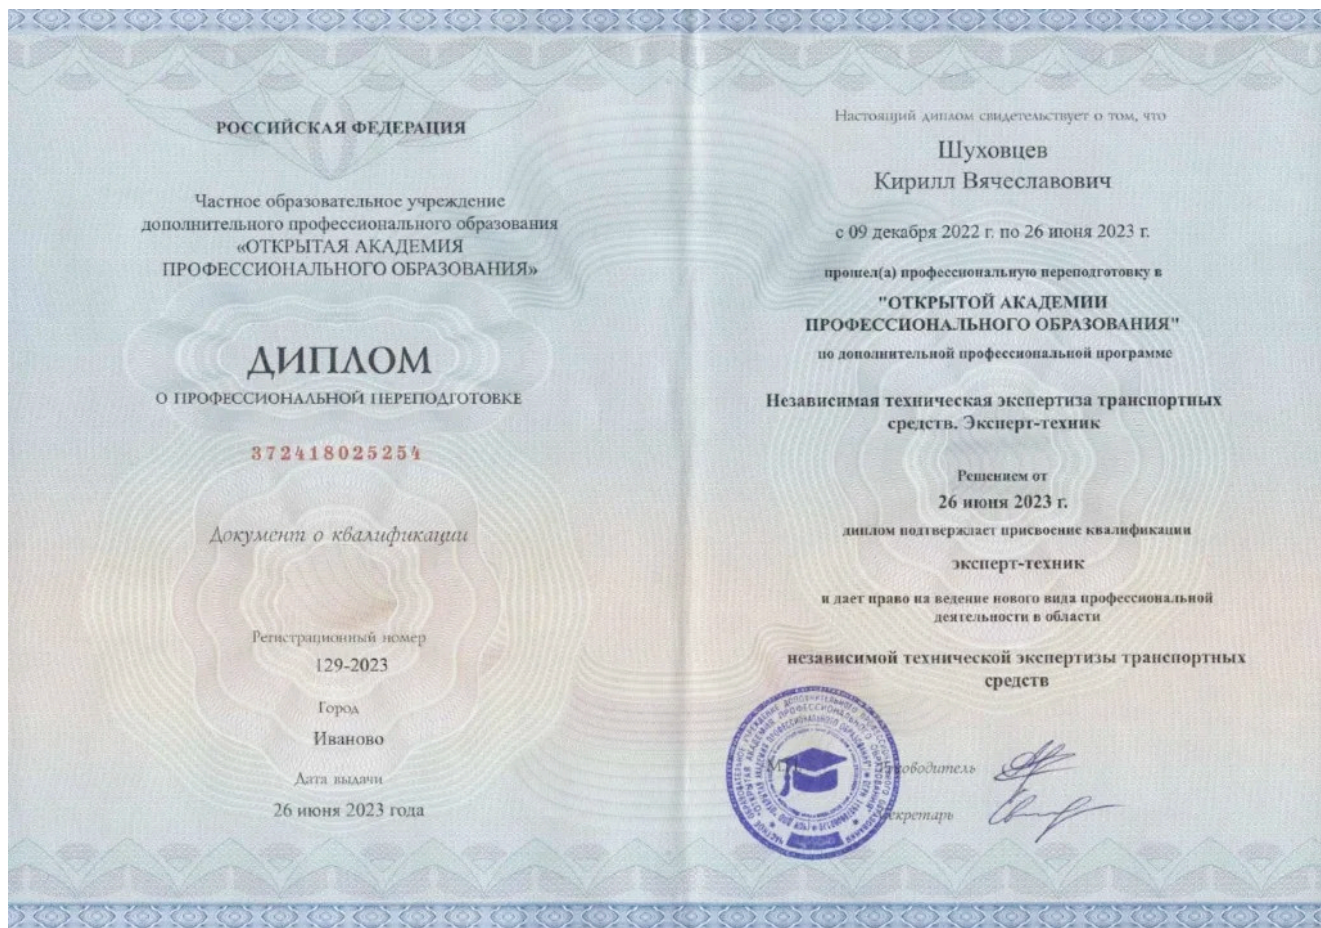 РОССИЙСКАЯ ФЕДЕРАЦИЯ
Частное образовательное учреждение
дополнительного профессионального образования
«ОТКРЫТАЯ АКАДЕМИЯ
ПРОФЕССИОНАЛЬНОГО ОБРАЗОВАНИЯ»
ДИПЛОМ
О ПРОФЕССИОНАЛЬНОЙ ПЕРЕПОДГОТОВКЕ
372418025254
Документ о квалификации
Регистрационный номер
129-2023
Город
Иваново
Дата выдачи
26 июня 2023 года
Настоящий диплом свидетельствует о том, что
Шуховцев
Кирилл Вячеславович
с 09 декабря 2022 г. по 26 июня 2023 г.
прошел(а) профессиональную переподготовку в
"ОТКРЫТОЙ АКАДЕМИИ
ПРОФЕССИОНАЛЬНОГО ОБРАЗОВАНИЯ"
по дополнительной профессиональной программе
Независимая техническая экспертиза транспортных
средств. Эксперт-техник
Решением от
26 июня 2023 г.
диплом подтверждает присвоение квалификации
эксперт-техник
и дает право на ведение нового вида профессиональной
деятельности в области
независимой технической экспертизы транспортных
средств
Руководитель
Секретарь